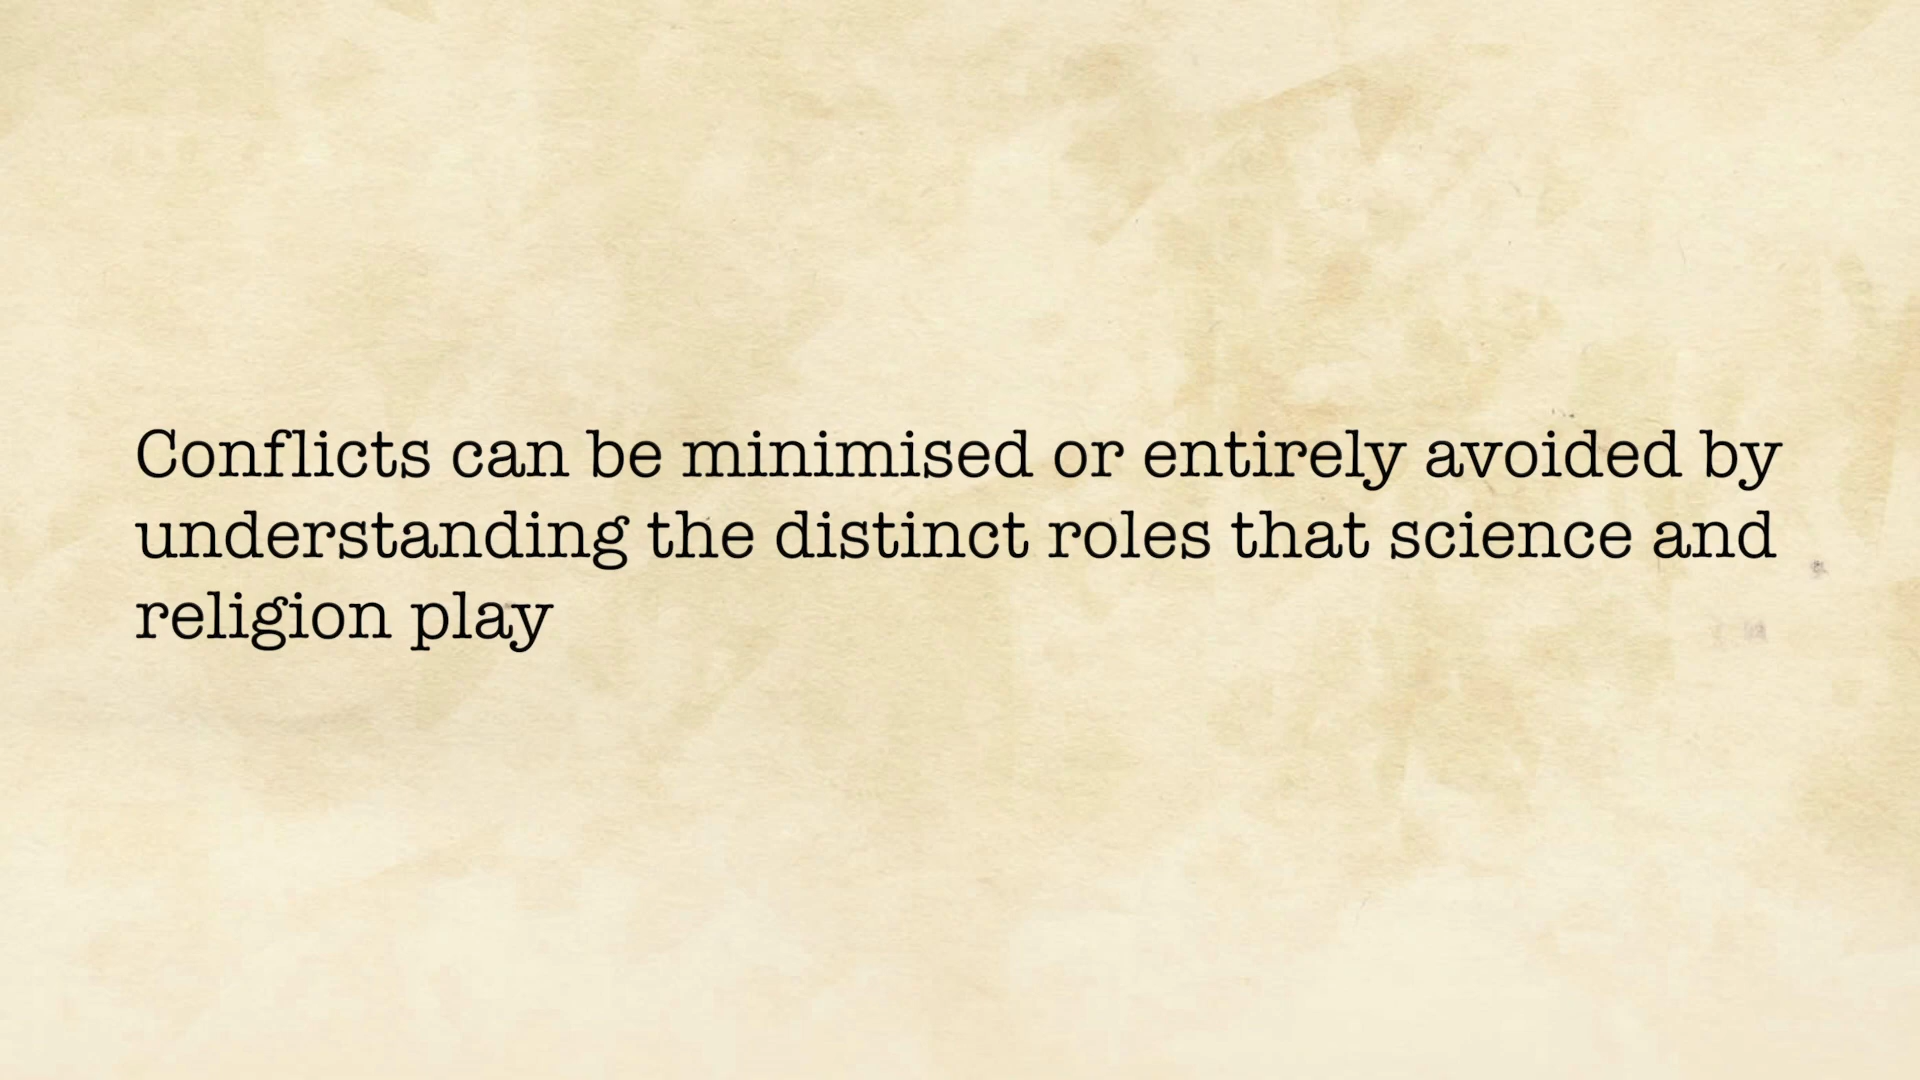 Conflicts can be minimised or entirely avoided by
understanding the distinct roles that science and
religion play